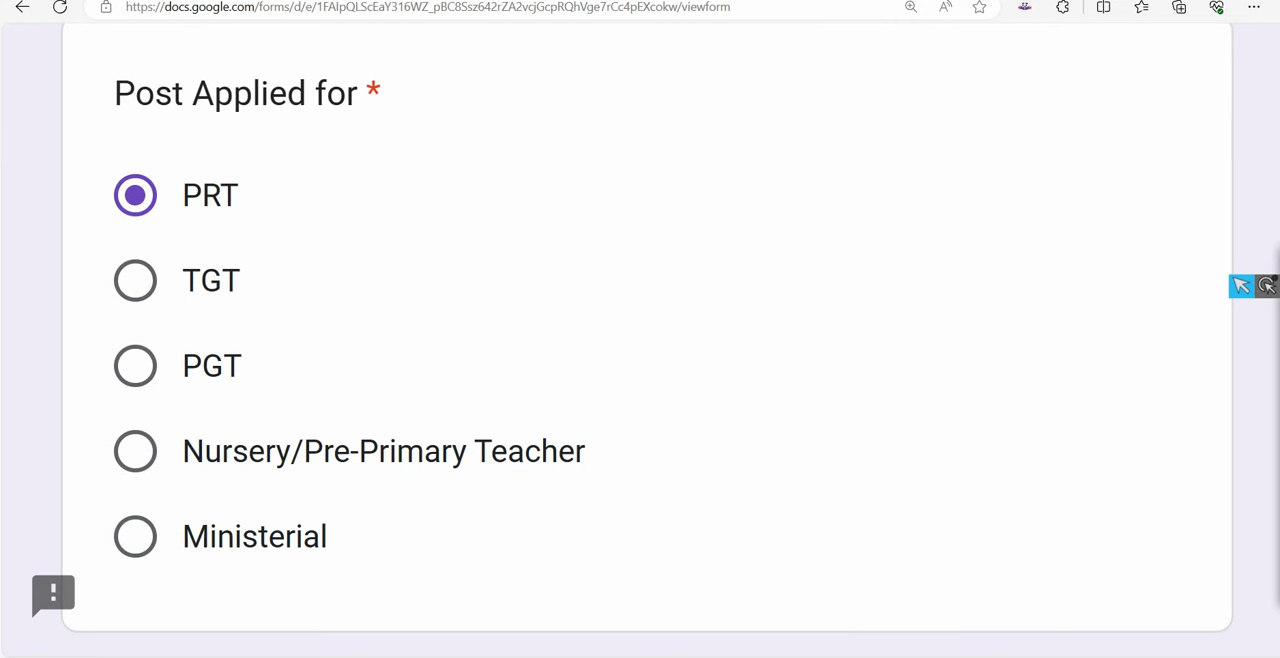 https://docs.google.com/forms/d/e/1FAIpQLScEaY316WZ_pBC8Ssz642rZA2vcjGcpRQhVge7rCc4pEXcokw/viewform
Post Applied for *
PRT
TGT
PGT
Nursery/Pre-Primary Teacher
Ministerial